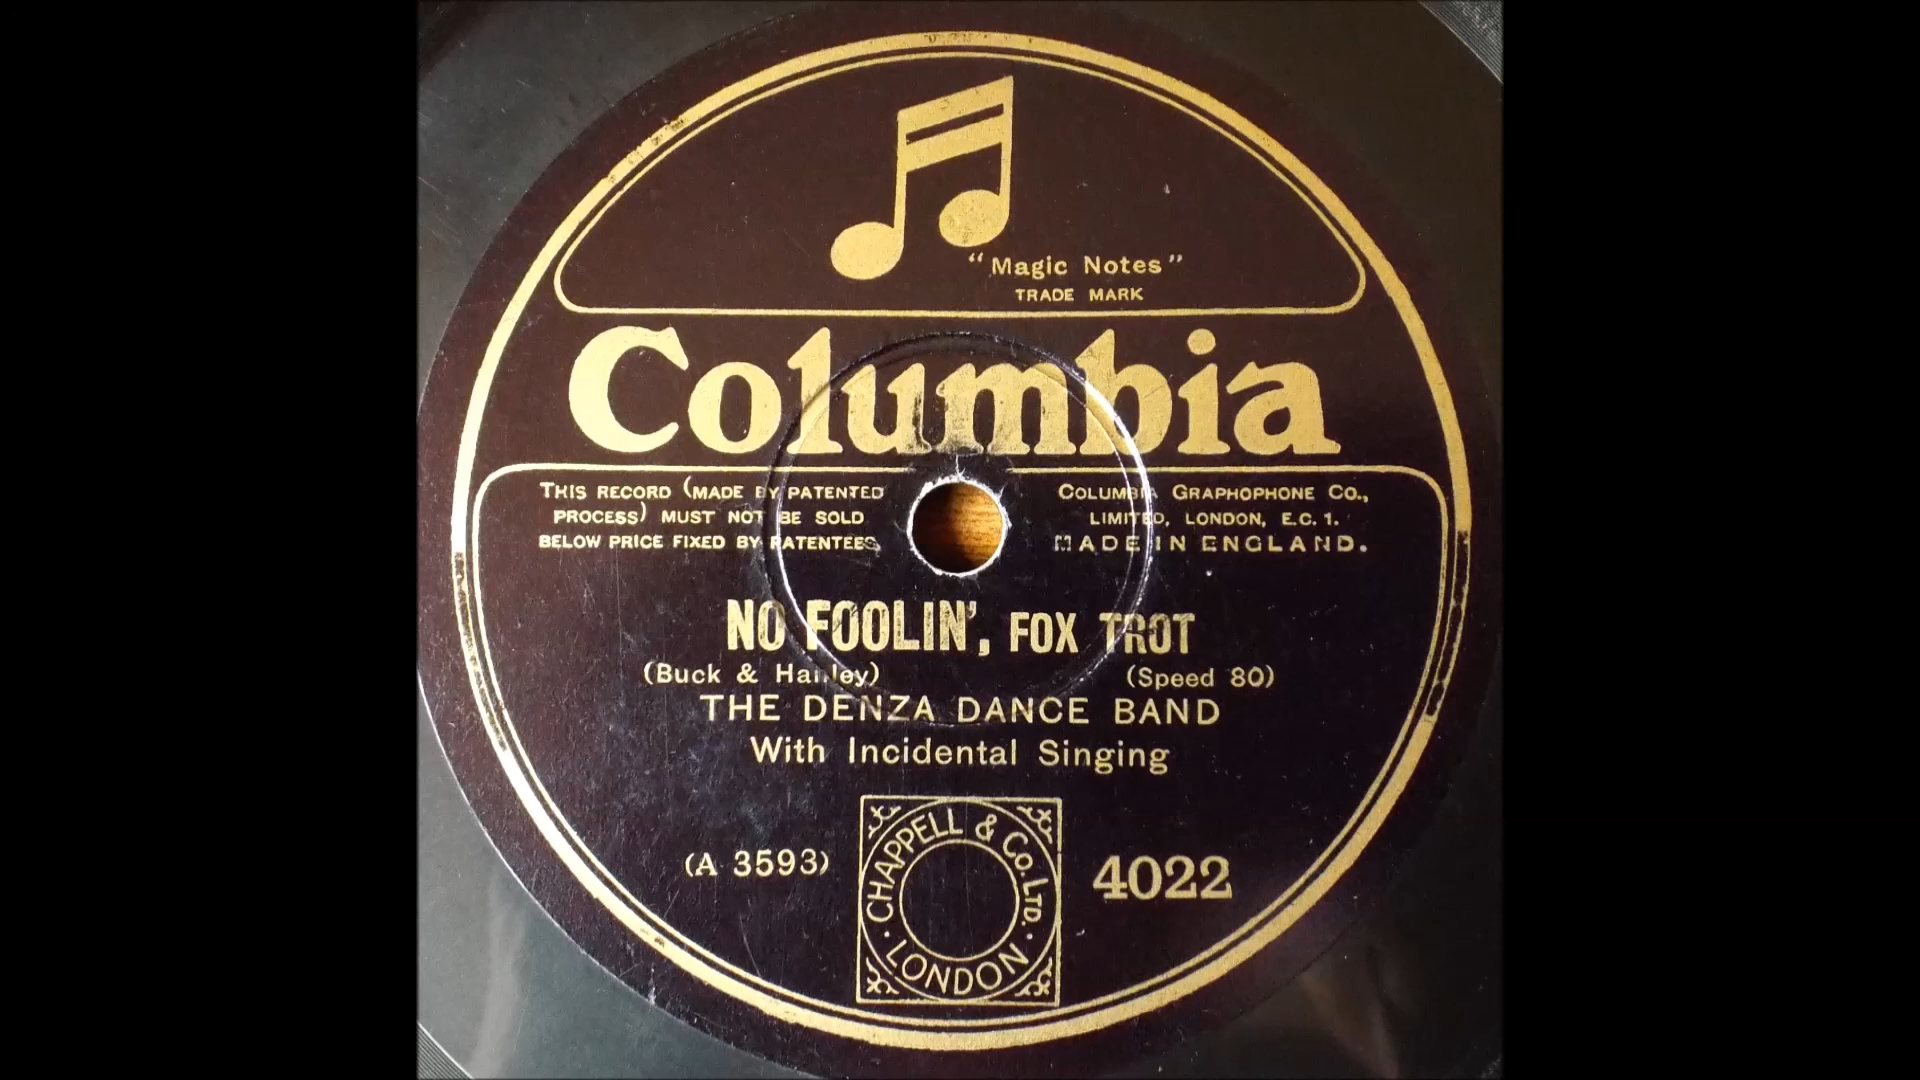 “Magic Notes”
TRADE MARK
Columbia
THIS RECORD (MADE BY PATENTED
PROCESS) MUST NOT BE SOLD
BELOW PRICE FIXED BY PATENTEES.
COLUMBIA GRAPHOPHONE CO.,
LIMITED, LONDON, E.C. 1.
MADE IN ENGLAND.
NO FOOLIN', FOX TROT
(Buck & Hanley) (Speed 80)
THE DENZA DANCE BAND
With Incidental Singing
(A 3593)
CHAPPELL & CO. LTD.
· LONDON ·
4022